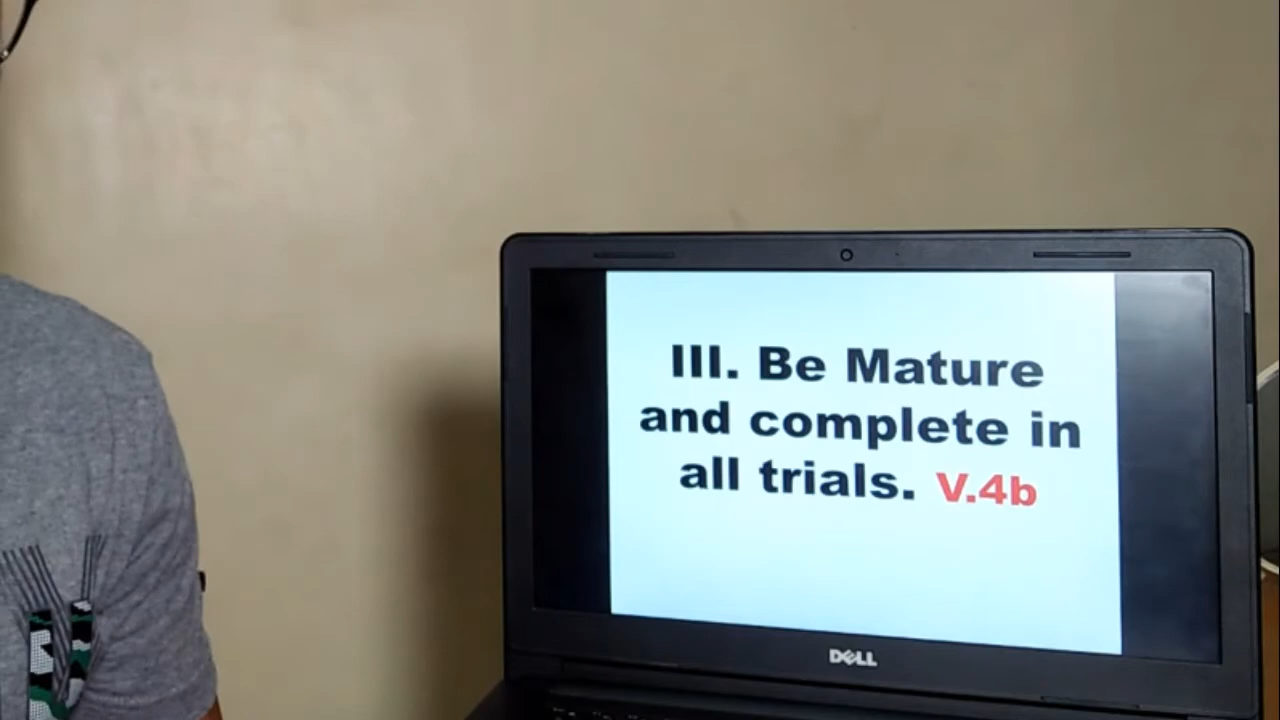 III. Be Mature
and complete in
all trials. V.4b
DELL